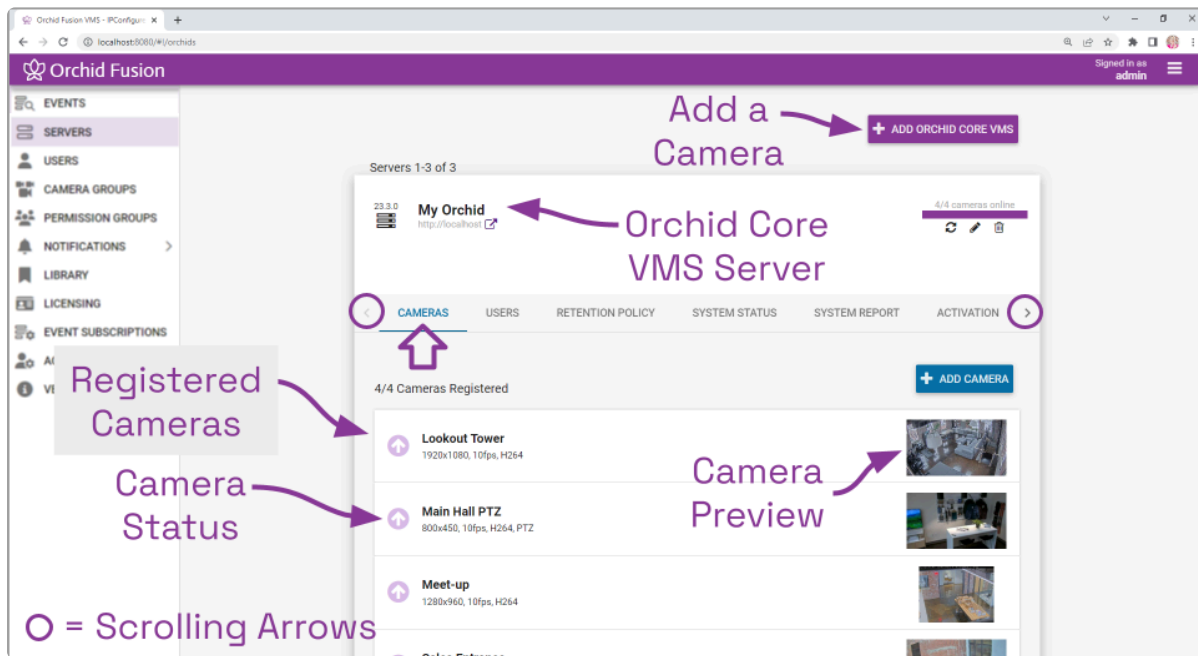 Orchid Fusion VMS - IPConfigure
localhost:8080/#!/orchids
Orchid Fusion
Signed in as
admin
EVENTS
SERVERS
USERS
CAMERA GROUPS
PERMISSION GROUPS
NOTIFICATIONS
LIBRARY
LICENSING
EVENT SUBSCRIPTIONS
Add a
Camera
+ ADD ORCHID CORE VMS
Servers 1-3 of 3
23.3.0
My Orchid
http://localhost
4/4 cameras online
Orchid Core
VMS Server
CAMERAS USERS RETENTION POLICY SYSTEM STATUS SYSTEM REPORT ACTIVATION
4/4 Cameras Registered
+ ADD CAMERA
Registered
Cameras
Lookout Tower
1920x1080, 10fps, H264
Camera
Status
Camera
Preview
Main Hall PTZ
800x450, 10fps, H264, PTZ
Meet-up
1280x960, 10fps, H264
O = Scrolling Arrows